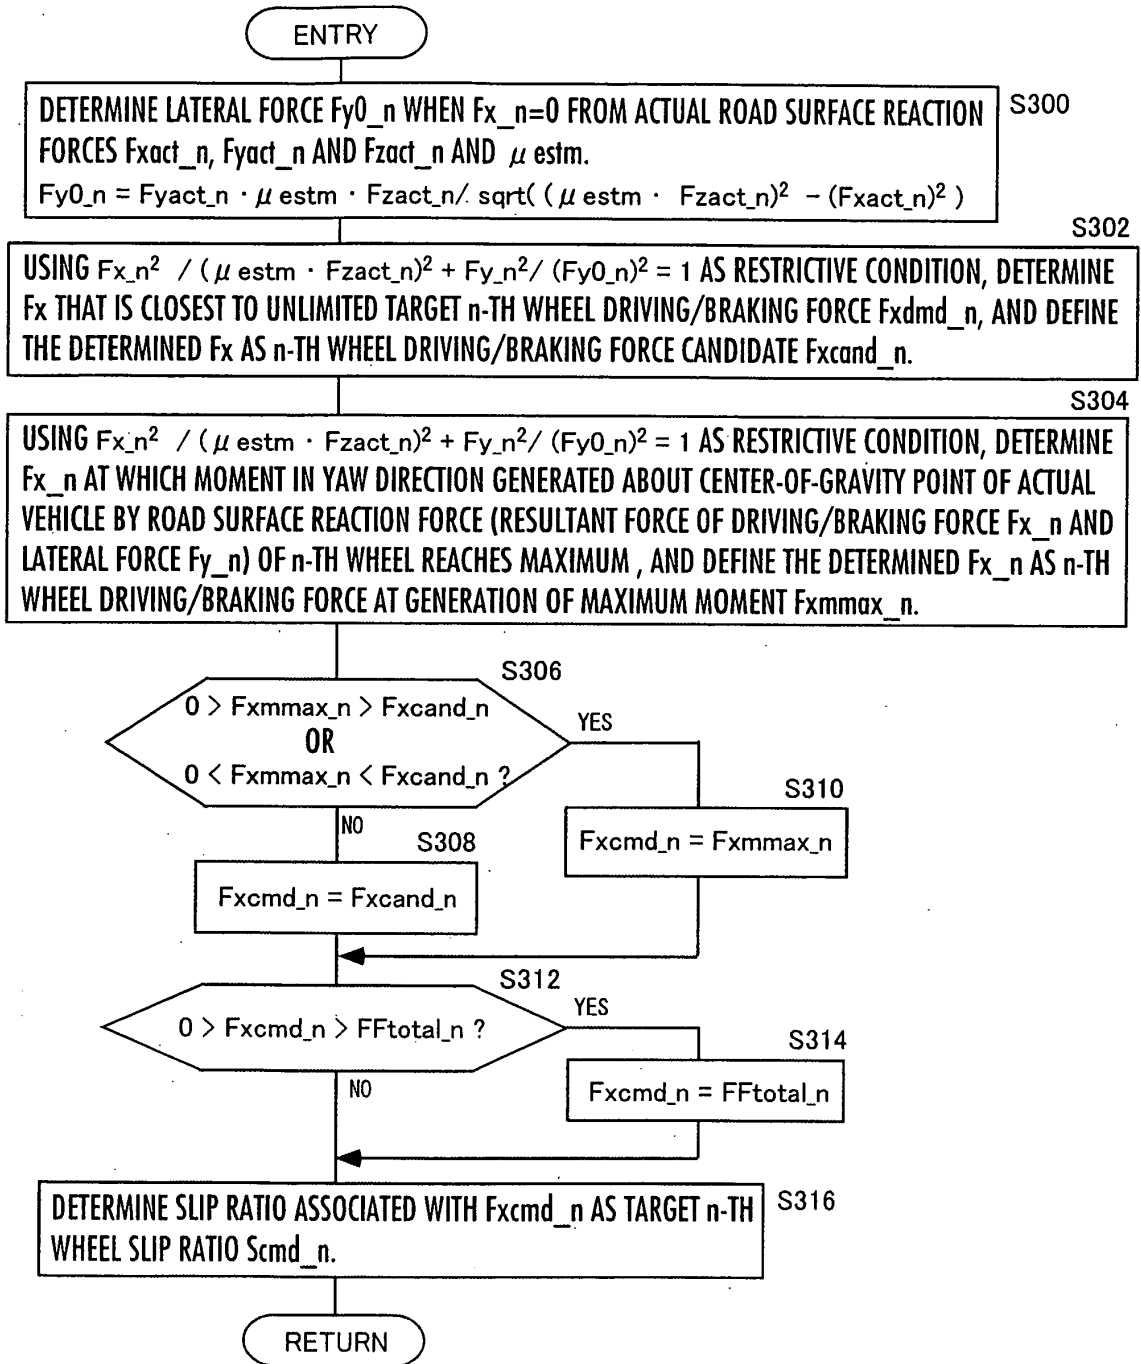 ENTRY
S300
DETERMINE LATERAL FORCE Fy0_n WHEN Fx_n=0 FROM ACTUAL ROAD SURFACE REACTION
FORCES Fxact_n, Fyact_n AND Fzact_n AND μ estm.
Fy0_n = Fyact_n · μ estm · Fzact_n/ sqrt( (μ estm · Fzact_n)² − (Fxact_n)² )
S302
USING Fx_n² / (μ estm · Fzact_n)² + Fy_n²/ (Fy0_n)² = 1 AS RESTRICTIVE CONDITION, DETERMINE
Fx THAT IS CLOSEST TO UNLIMITED TARGET n-TH WHEEL DRIVING/BRAKING FORCE Fxdmd_n, AND DEFINE
THE DETERMINED Fx AS n-TH WHEEL DRIVING/BRAKING FORCE CANDIDATE Fxcand_n.
S304
USING Fx_n² / (μ estm · Fzact_n)² + Fy_n²/ (Fy0_n)² = 1 AS RESTRICTIVE CONDITION, DETERMINE
Fx_n AT WHICH MOMENT IN YAW DIRECTION GENERATED ABOUT CENTER-OF-GRAVITY POINT OF ACTUAL
VEHICLE BY ROAD SURFACE REACTION FORCE (RESULTANT FORCE OF DRIVING/BRAKING FORCE Fx_n AND
LATERAL FORCE Fy_n) OF n-TH WHEEL REACHES MAXIMUM , AND DEFINE THE DETERMINED Fx_n AS n-TH
WHEEL DRIVING/BRAKING FORCE AT GENERATION OF MAXIMUM MOMENT Fxmmax_n.
S306
0 > Fxmmax_n > Fxcand_n
OR
0 < Fxmmax_n < Fxcand_n ?
YES
NO
S310
Fxcmd_n = Fxmmax_n
S308
Fxcmd_n = Fxcand_n
S312
0 > Fxcmd_n > FFtotal_n ?
YES
NO
S314
Fxcmd_n = FFtotal_n
S316
DETERMINE SLIP RATIO ASSOCIATED WITH Fxcmd_n AS TARGET n-TH
WHEEL SLIP RATIO Scmd_n.
RETURN